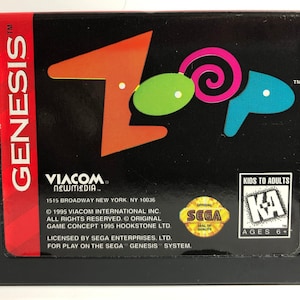 GENESIS™
ZOOP
™
VIACOM
newmedia™
1515 BROADWAY NEW YORK, NY 10036
© 1995 VIACOM INTERNATIONAL INC.
ALL RIGHTS RESERVED. © ORIGINAL
GAME CONCEPT 1995 HOOKSTONE LTD.
LICENSED BY SEGA ENTERPRISES, LTD.
FOR PLAY ON THE SEGA™ GENESIS™ SYSTEM.
SEGA
KIDS TO ADULTS
K-A
AGES 6+